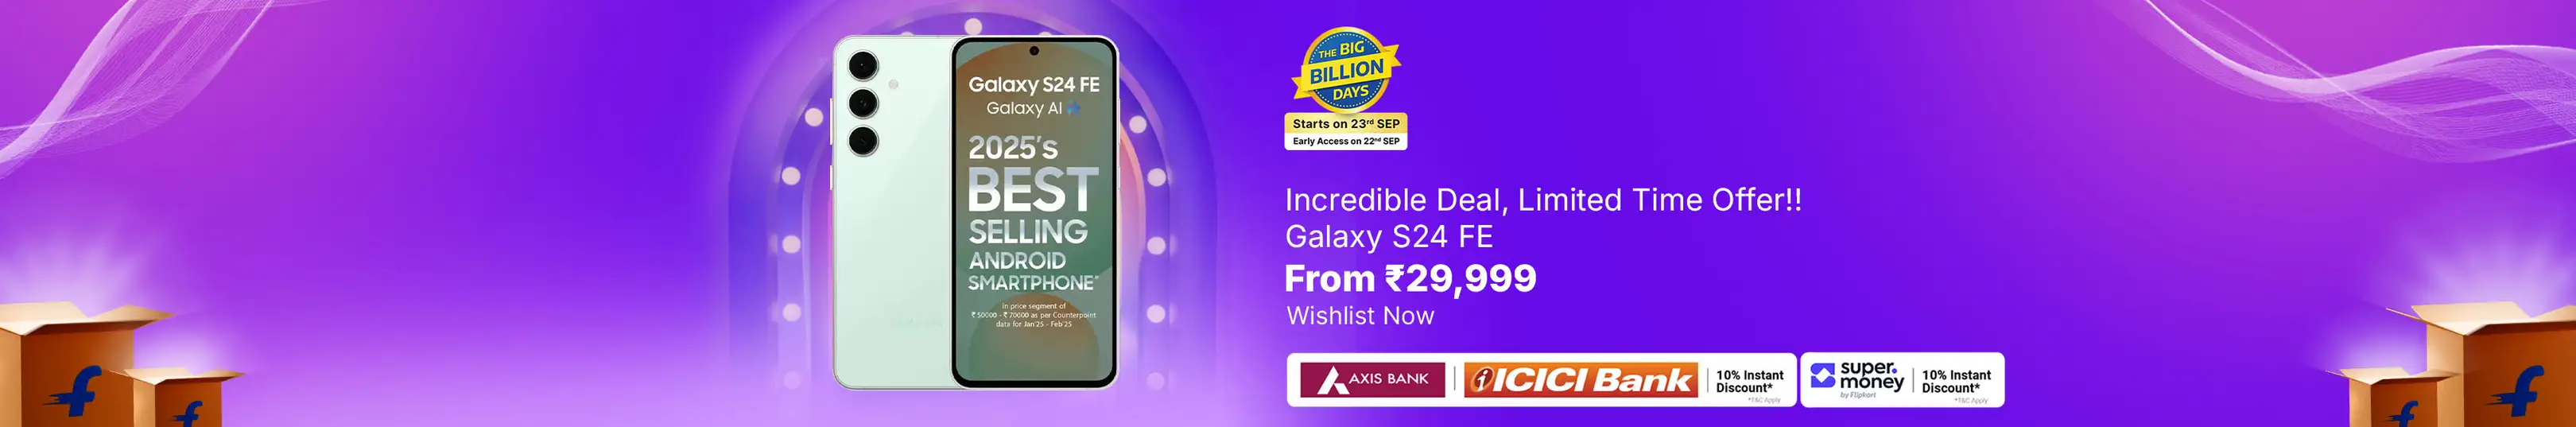 Galaxy S24 FE
Galaxy AI
2025's
BEST
SELLING
ANDROID
SMARTPHONE*
in price segment of
₹50000 - ₹70000 as per Counterpoint
data for Jan'25 - Feb'25
THE BIG
BILLION
DAYS
Starts on 23rd SEP
Early Access on 22nd SEP
Incredible Deal, Limited Time Offer!!
Galaxy S24 FE
From ₹29,999
Wishlist Now
AXIS BANK
ICICI Bank
10% Instant
Discount*
*T&C Apply
super.
money
by Flipkart
10% Instant
Discount*
*T&C Apply